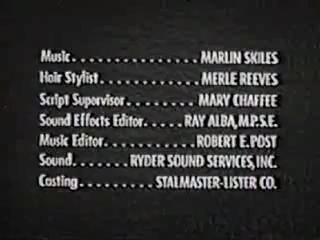 Music................MARLIN SKILES
Hair Stylist............MERLE REEVES
Script Supervisor.........MARY CHAFFEE
Sound Effects Editor.....RAY ALBA, M.P.S.E.
Music Editor............ROBERT E. POST
Sound.......RYDER SOUND SERVICES, INC.
Casting.........STALMASTER-LISTER CO.